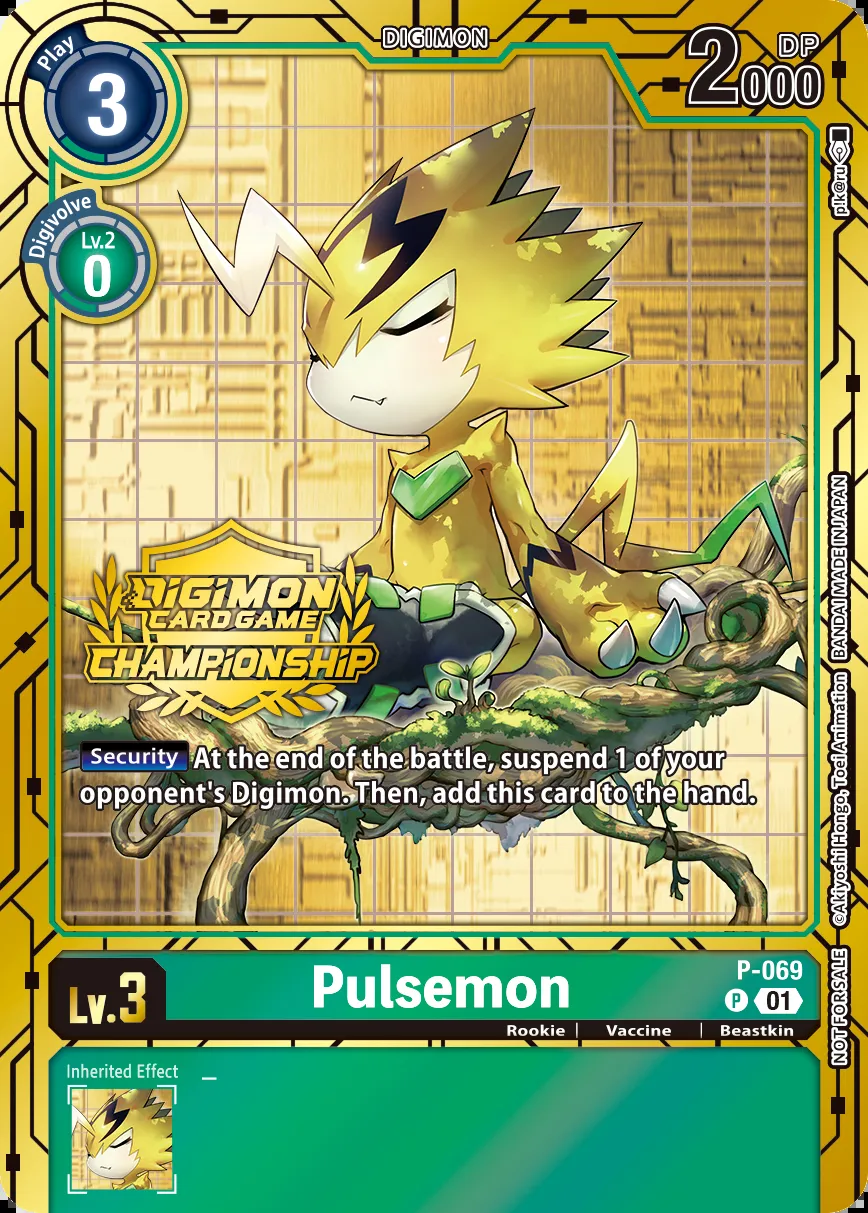 DIGIMON
Play
3
DP
2000
Digivolve
Lv.2
0
p!k@ru
DIGIMON
CARD GAME
CHAMPIONSHIP
Security At the end of the battle, suspend 1 of your
opponent's Digimon. Then, add this card to the hand.
©Akiyoshi Hongo, Toei Animation BANDAI MADE IN JAPAN
NOT FOR SALE
Lv.3
Pulsemon
P-069
P 01
Rookie | Vaccine | Beastkin
Inherited Effect
–